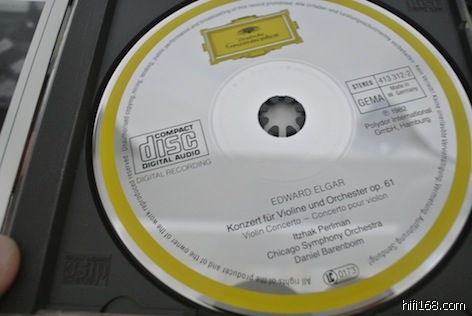 Deutsche
Grammophon
STEREO 413 312-2
GEMA Made in
W. Germany
℗ 1982
Polydor International
GmbH, Hamburg
COMPACT
disc
DIGITAL AUDIO
DIGITAL RECORDING
EDWARD ELGAR
Konzert für Violine und Orchester op. 61
Violin Concerto – Concerto pour violon
Itzhak Perlman
Chicago Symphony Orchestra
Daniel Barenboim
LC 0173
All rights of the producer and of the owner of the work reproduced reserved.
hifi168.com